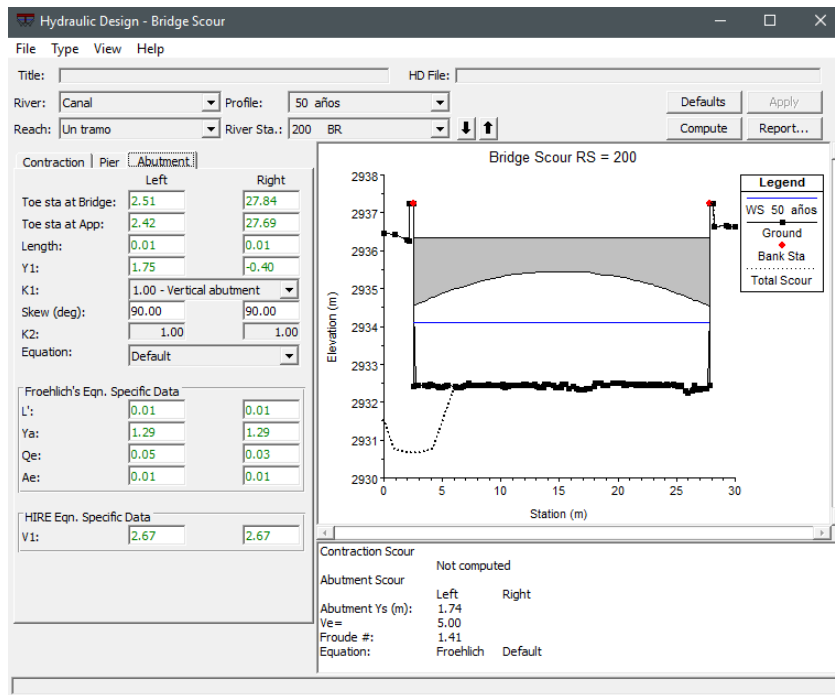 Hydraulic Design - Bridge Scour
File Type View Help
Title: HD File:
River: Canal Profile: 50 años Defaults Apply
Reach: Un tramo River Sta.: 200 BR Compute Report...
Contraction Pier Abutment
Left Right
Toe sta at Bridge: 2.51 27.84
Toe sta at App: 2.42 27.69
Length: 0.01 0.01
Y1: 1.75 -0.40
K1: 1.00 - Vertical abutment
Skew (deg): 90.00 90.00
K2: 1.00 1.00
Equation: Default
Froehlich's Eqn. Specific Data
L': 0.01 0.01
Ya: 1.29 1.29
Qe: 0.05 0.03
Ae: 0.01 0.01
HIRE Eqn. Specific Data
V1: 2.67 2.67
Bridge Scour RS = 200
2938
2937
2936
2935
2934
2933
2932
2931
2930
Elevation (m)
0 5 10 15 20 25 30
Station (m)
Legend
WS 50 años
Ground
Bank Sta
Total Scour
Contraction Scour
Not computed
Abutment Scour
Left Right
Abutment Ys (m): 1.74
Ve= 5.00
Froude #: 1.41
Equation: Froehlich Default